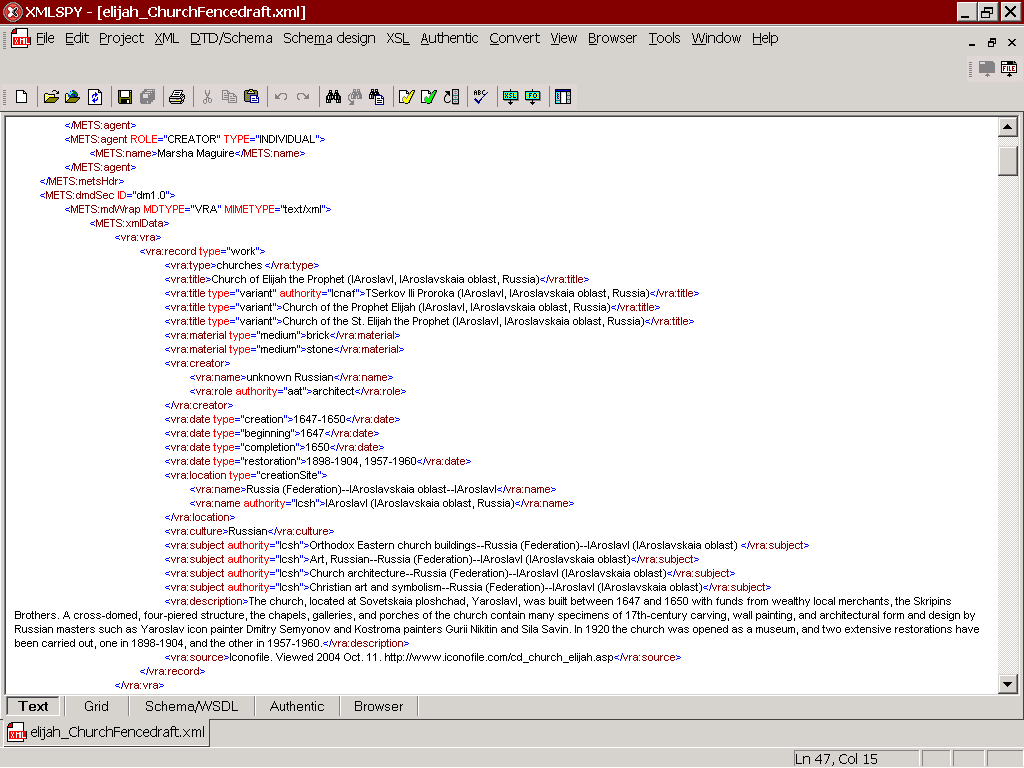 XMLSPY - [elijah_ChurchFencedraft.xml]
File Edit Project XML DTD/Schema Schema design XSL Authentic Convert View Browser Tools Window Help
</METS:agent>
<METS:agent ROLE="CREATOR" TYPE="INDIVIDUAL">
<METS:name>Marsha Maguire</METS:name>
</METS:agent>
</METS:metsHdr>
<METS:dmdSec ID="dm1.0">
<METS:mdWrap MDTYPE="VRA" MIMETYPE="text/xml">
<METS:xmlData>
<vra:vra>
<vra:record type="work">
<vra:type>churches </vra:type>
<vra:title>Church of Elijah the Prophet (IAroslavl, IAroslavskaia oblast, Russia)</vra:title>
<vra:title type="variant" authority="lcnaf">TSerkov Ili Proroka (IAroslavl, IAroslavskaia oblast, Russia)</vra:title>
<vra:title type="variant">Church of the Prophet Elijah (IAroslavl, IAroslavskaia oblast, Russia)</vra:title>
<vra:title type="variant">Church of the St. Elijah the Prophet (IAroslavl, IAroslavskaia oblast, Russia)</vra:title>
<vra:material type="medium">brick</vra:material>
<vra:material type="medium">stone</vra:material>
<vra:creator>
<vra:name>unknown Russian</vra:name>
<vra:role authority="aat">architect</vra:role>
</vra:creator>
<vra:date type="creation">1647-1650</vra:date>
<vra:date type="beginning">1647</vra:date>
<vra:date type="completion">1650</vra:date>
<vra:date type="restoration">1898-1904, 1957-1960</vra:date>
<vra:location type="creationSite">
<vra:name>Russia (Federation)--IAroslavskaia oblast--IAroslavl</vra:name>
<vra:name authority="lcsh">IAroslavl (IAroslavskaia oblast, Russia)</vra:name>
</vra:location>
<vra:culture>Russian</vra:culture>
<vra:subject authority="lcsh">Orthodox Eastern church buildings--Russia (Federation)--IAroslavl (IAroslavskaia oblast) </vra:subject>
<vra:subject authority="lcsh">Art, Russian--Russia (Federation)--IAroslavl (IAroslavskaia oblast)</vra:subject>
<vra:subject authority="lcsh">Church architecture--Russia (Federation)--IAroslavl (IAroslavskaia oblast)</vra:subject>
<vra:subject authority="lcsh">Christian art and symbolism--Russia (Federation)--IAroslavl (IAroslavskaia oblast)</vra:subject>
<vra:description>The church, located at Sovetskaia ploshchad, Yaroslavl, was built between 1647 and 1650 with funds from wealthy local merchants, the Skripins
Brothers. A cross-domed, four-piered structure, the chapels, galleries, and porches of the church contain many specimens of 17th-century carving, wall painting, and architectural form and design by
Russian masters such as Yaroslav icon painter Dmitry Semyonov and Kostroma painters Gurii Nikitin and Sila Savin. In 1920 the church was opened as a museum, and two extensive restorations have
been carried out, one in 1898-1904, and the other in 1957-1960.</vra:description>
<vra:source>Iconofile. Viewed 2004 Oct. 11. http://www.iconofile.com/cd_church_elijah.asp</vra:source>
</vra:record>
</vra:vra>
Text Grid Schema/WSDL Authentic Browser
elijah_ChurchFencedraft.xml
Ln 47, Col 15